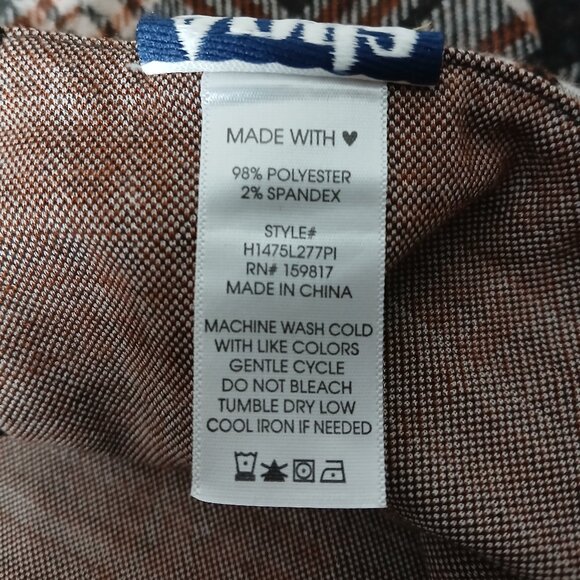 MADE WITH ♥
98% POLYESTER
2% SPANDEX
STYLE#
H1475L277PI
RN# 159817
MADE IN CHINA
MACHINE WASH COLD
WITH LIKE COLORS
GENTLE CYCLE
DO NOT BLEACH
TUMBLE DRY LOW
COOL IRON IF NEEDED